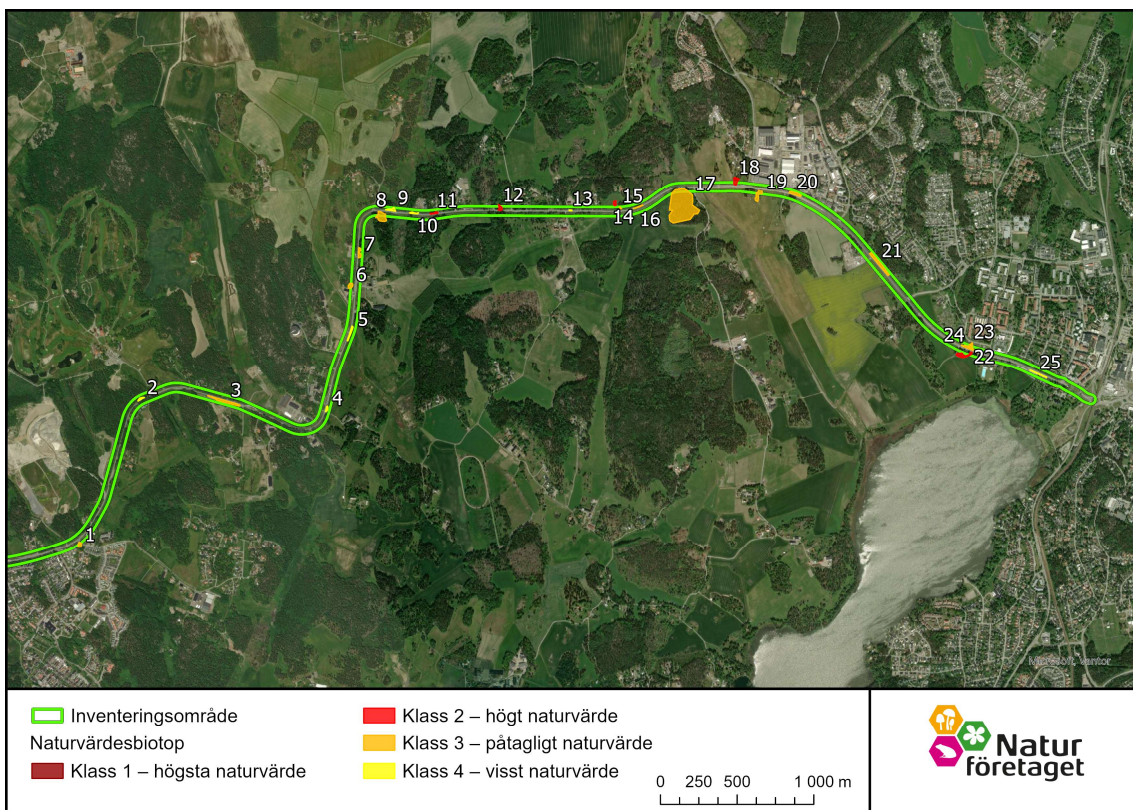 18
17
19
20
8
9
11
12
13
15
10
14
16
7
21
6
5
24
23
22
25
2
3
4
1
Microsoft, Vantor
Inventeringsområde
Naturvärdesbiotop
Klass 1 – högsta naturvärde
Klass 2 – högt naturvärde
Klass 3 – påtagligt naturvärde
Klass 4 – visst naturvärde
0 250 500 1 000 m
Natur
företaget